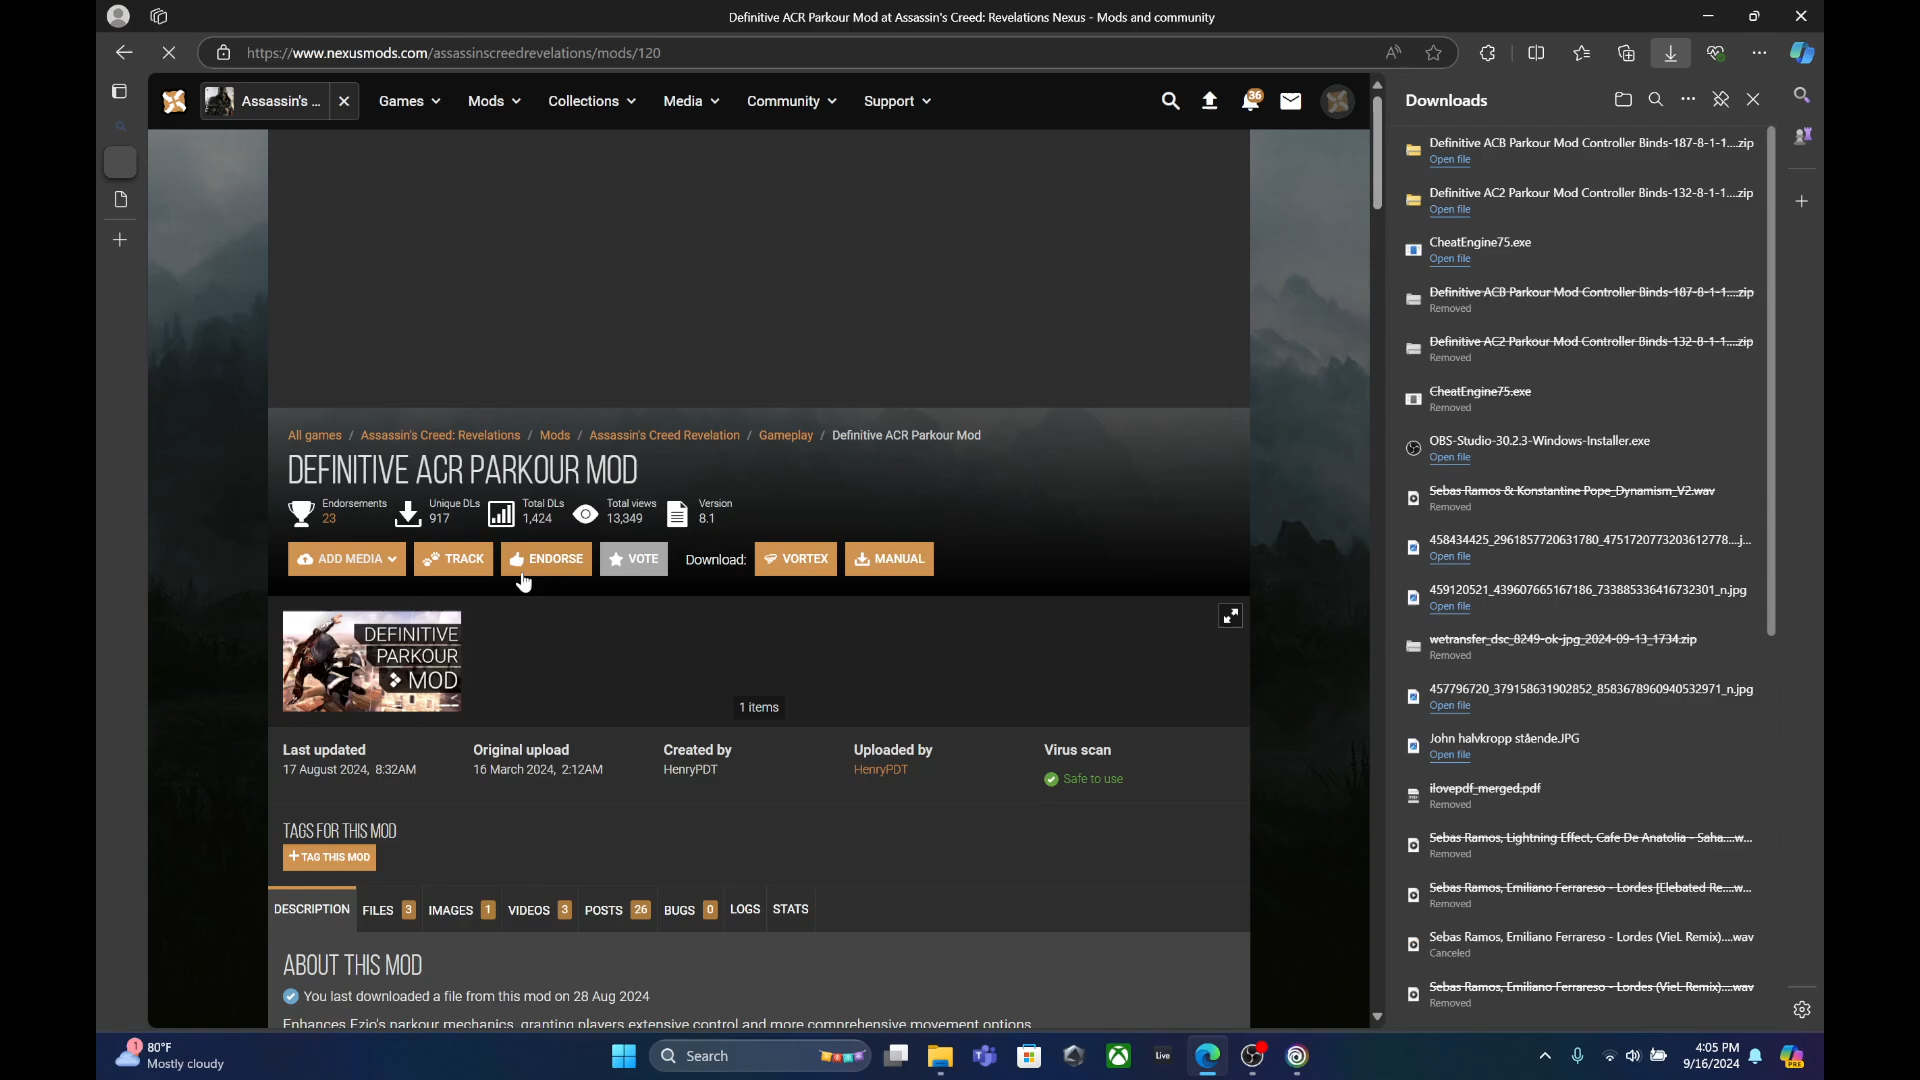 Definitive ACR Parkour Mod at Assassin's Creed: Revelations Nexus - Mods and community
https://www.nexusmods.com/assassinscreedrevelations/mods/120
Assassin's ...
Games
Mods
Collections
Media
Community
Support
36
All games / Assassin's Creed: Revelations / Mods / Assassin's Creed Revelation / Gameplay / Definitive ACR Parkour Mod
DEFINITIVE ACR PARKOUR MOD
Endorsements
23
Unique DLs
917
Total DLs
1,424
Total views
13,349
Version
8.1
ADD MEDIA
TRACK
ENDORSE
VOTE
Download:
VORTEX
MANUAL
DEFINITIVE
PARKOUR
MOD
1 items
Last updated
17 August 2024, 8:32AM
Original upload
16 March 2024, 2:12AM
Created by
HenryPDT
Uploaded by
HenryPDT
Virus scan
Safe to use
TAGS FOR THIS MOD
+ TAG THIS MOD
DESCRIPTION
FILES 3
IMAGES 1
VIDEOS 3
POSTS 26
BUGS 0
LOGS
STATS
ABOUT THIS MOD
You last downloaded a file from this mod on 28 Aug 2024
Enhances Ezio's parkour mechanics, granting players extensive control and more comprehensive movement options.
Downloads
Definitive ACB Parkour Mod Controller Binds-187-8-1-1....zip
Open file
Definitive AC2 Parkour Mod Controller Binds-132-8-1-1....zip
Open file
CheatEngine75.exe
Open file
Definitive ACB Parkour Mod Controller Binds-187-8-1-1....zip
Removed
Definitive AC2 Parkour Mod Controller Binds-132-8-1-1....zip
Removed
CheatEngine75.exe
Removed
OBS-Studio-30.2.3-Windows-Installer.exe
Open file
Sebas Ramos & Konstantine Pope_Dynamism_V2.wav
Removed
458434425_2961857720631780_4751720773203612778....j...
Open file
459120521_439607665167186_733885336416732301_n.jpg
Open file
wetransfer_dsc_8249-ok-jpg_2024-09-13_1734.zip
Removed
457796720_379158631902852_8583678960940532971_n.jpg
Open file
John halvkropp stående.JPG
Open file
ilovepdf_merged.pdf
Removed
Sebas Ramos, Lightning Effect, Cafe De Anatolia - Saha....w...
Removed
Sebas Ramos, Emiliano Ferrareso - Lordes [Elebated Re....w...
Removed
Sebas Ramos, Emiliano Ferrareso - Lordes (VieL Remix)....wav
Canceled
Sebas Ramos, Emiliano Ferrareso - Lordes (VieL Remix)....wav
Removed
1
80°F
Mostly cloudy
Search
Live
4:05 PM
9/16/2024
PRE